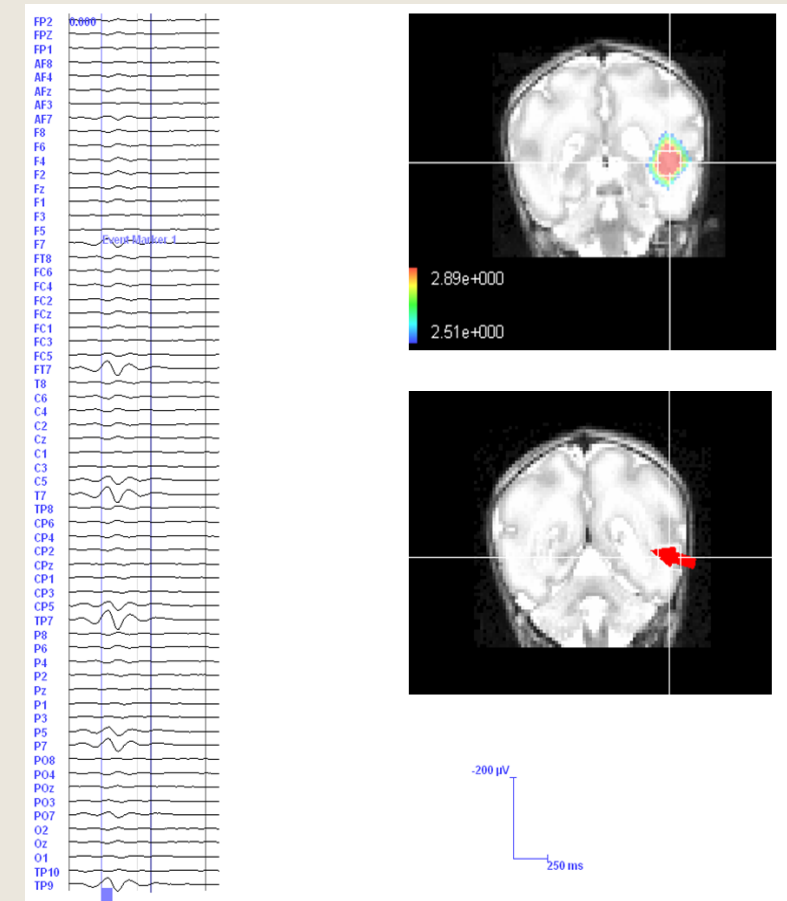 FP2
0.000
FPZ
FP1
AF8
AF4
AFz
AF3
AF7
F8
F6
F4
F2
Fz
F1
F3
F5
F7
Event Marker 1
FT8
FC6
FC4
FC2
FCz
FC1
FC3
FC5
FT7
T8
C6
C4
C2
Cz
C1
C3
C5
T7
TP8
CP6
CP4
CP2
CPz
CP1
CP3
CP5
TP7
P8
P6
P4
P2
Pz
P1
P3
P5
P7
PO8
PO4
POz
PO3
PO7
O2
Oz
O1
TP10
TP9
2.89e+000
2.51e+000
-200 µV
250 ms